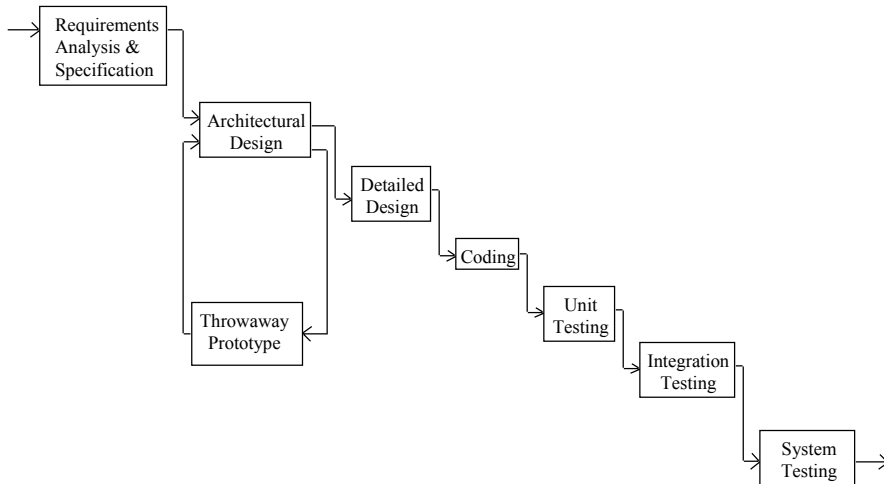 Requirements
Analysis &
Specification
Architectural
Design
Detailed
Design
Coding
Throwaway
Prototype
Unit
Testing
Integration
Testing
System
Testing